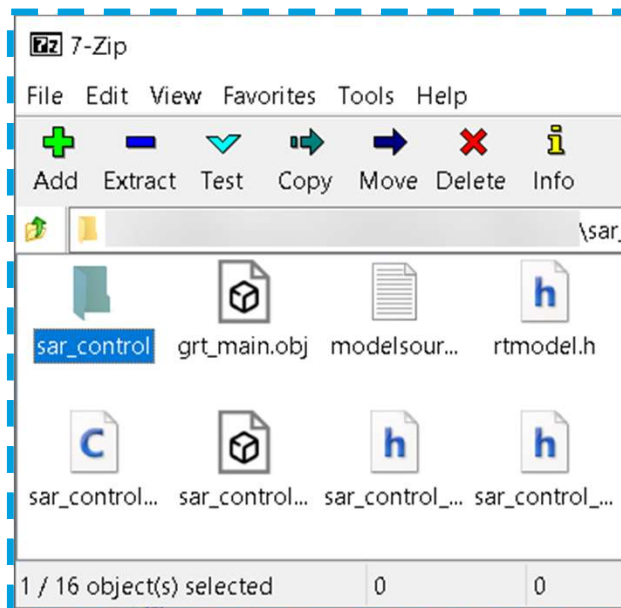 7z 7-Zip
File Edit View Favorites Tools Help
Add Extract Test Copy Move Delete Info
\sar_
sar_control grt_main.obj modelsour... rtmodel.h
sar_control... sar_control... sar_control_... sar_control_...
1 / 16 object(s) selected 0 0